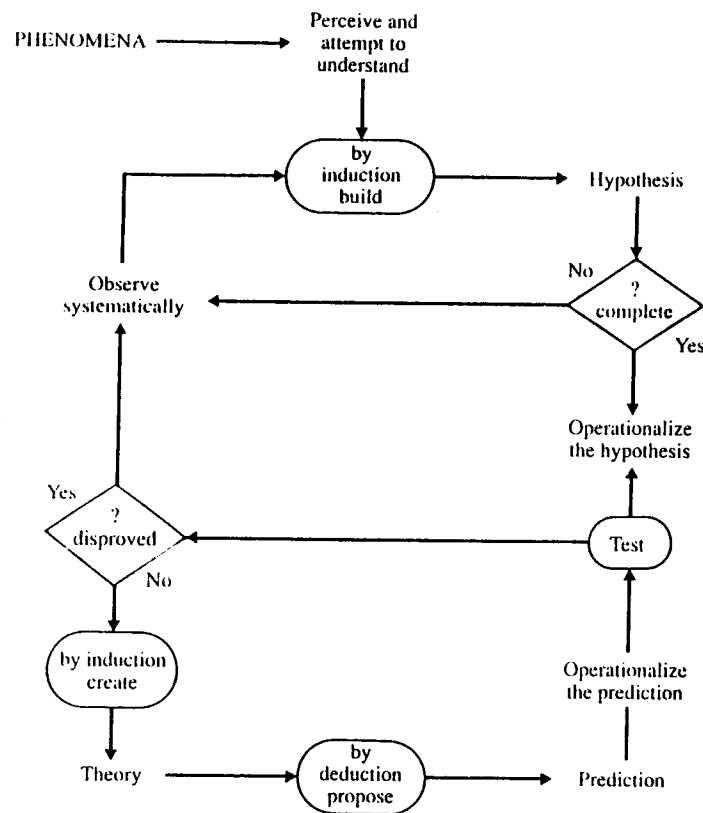 PHENOMENA
Perceive and
attempt to
understand
by
induction
build
Hypothesis
No
?
complete
Yes
Observe
systematically
Operationalize
the hypothesis
Yes
?
disproved
No
Test
by induction
create
Operationalize
the prediction
Theory
by
deduction
propose
Prediction